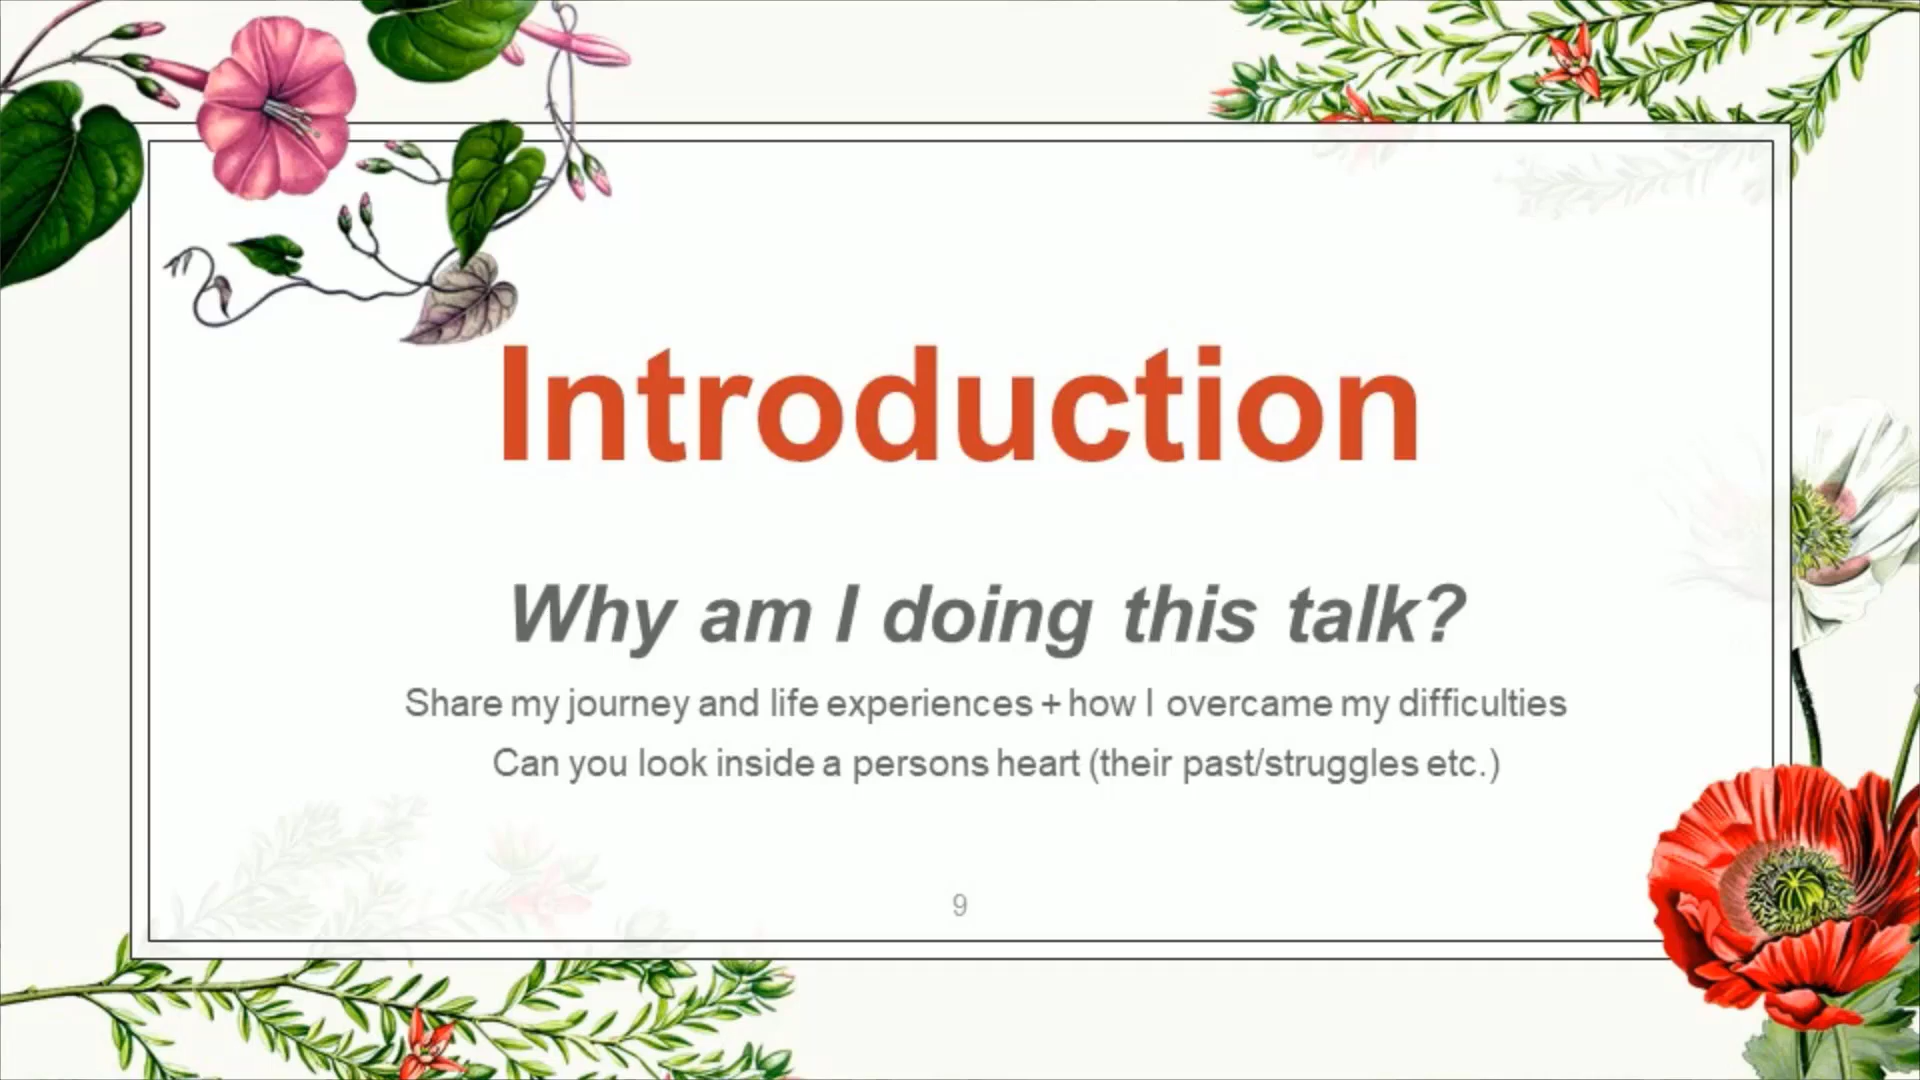 Introduction
Why am I doing this talk?
Share my journey and life experiences + how I overcame my difficulties
Can you look inside a persons heart (their past/struggles etc.)
9